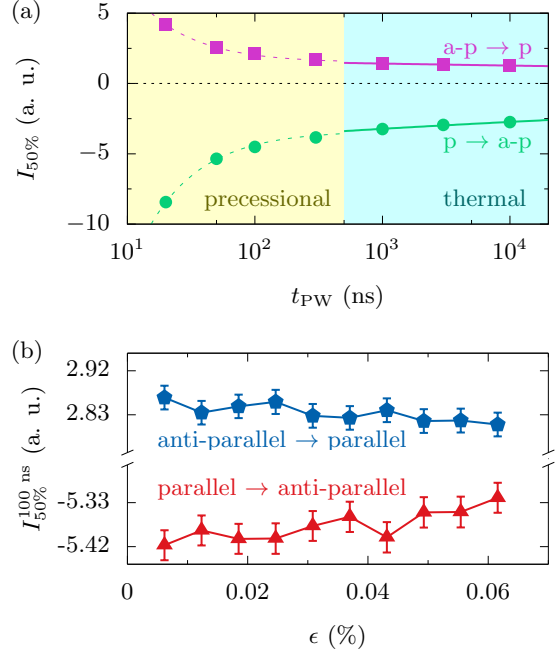 (a)
5
0
−5
−10
I50% (a. u.)
a-p → p
p → a-p
precessional
thermal
10^1
10^2
10^3
10^4
tPW (ns)
(b)
2.92
2.83
-5.33
-5.42
I50%^100 ns (a. u.)
anti-parallel → parallel
parallel → anti-parallel
0
0.02
0.04
0.06
ϵ (%)